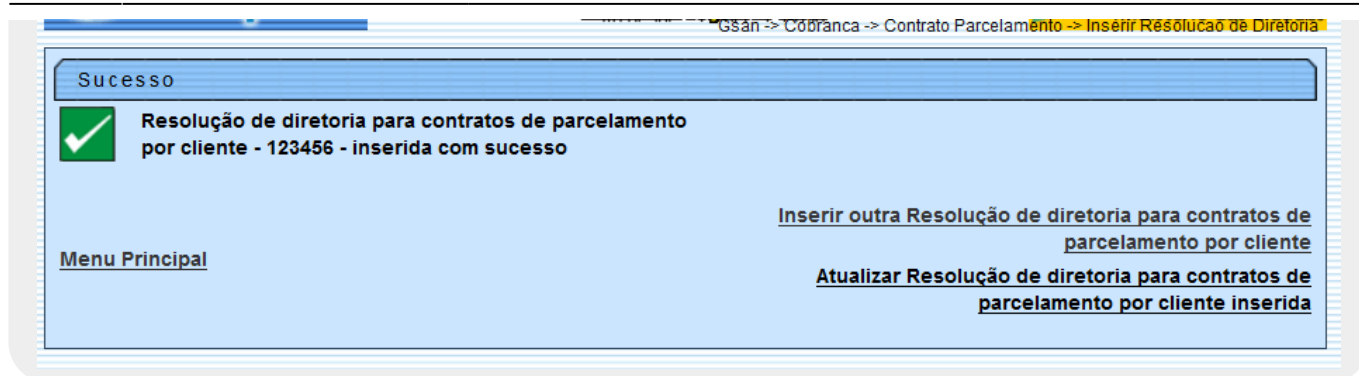 Gsan -> Cobranca -> Contrato Parcelamento -> Inserir Resolucao de Diretoria
Sucesso
Resolução de diretoria para contratos de parcelamento
por cliente - 123456 - inserida com sucesso
Inserir outra Resolução de diretoria para contratos de
parcelamento por cliente
Menu Principal
Atualizar Resolução de diretoria para contratos de
parcelamento por cliente inserida